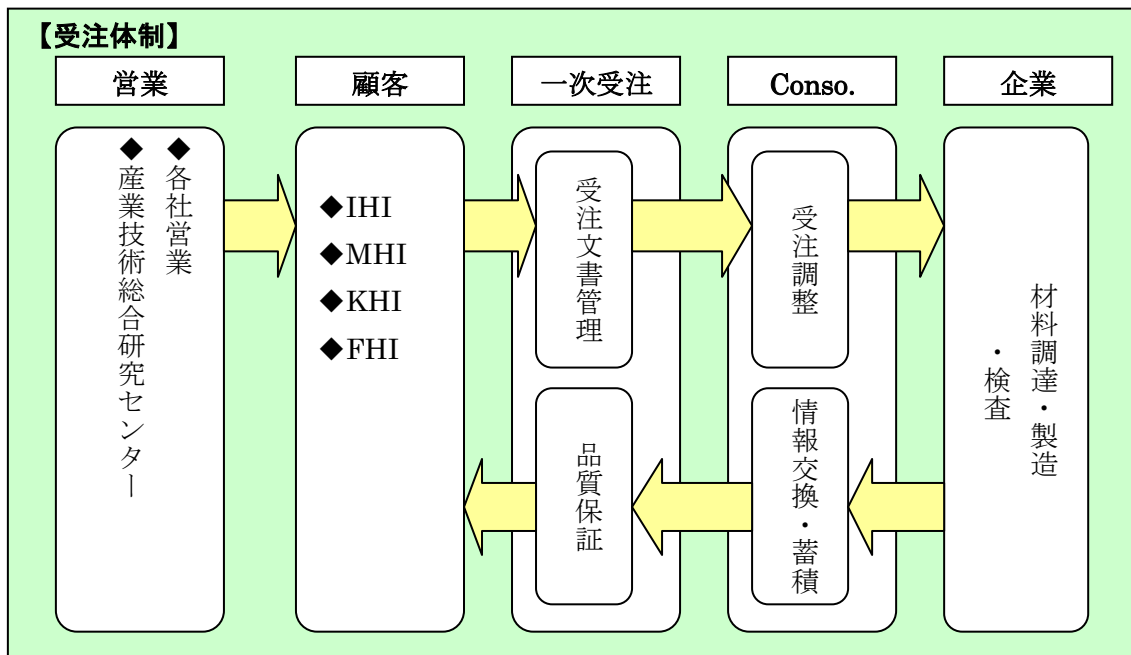 【受注体制】
営業
顧客
一次受注
Conso.
企業
◆各社営業
◆産業技術総合研究センター
◆IHI
◆MHI
◆KHI
◆FHI
受注文書管理
品質保証
受注調整
情報交換・蓄積
材料調達・製造
・検査